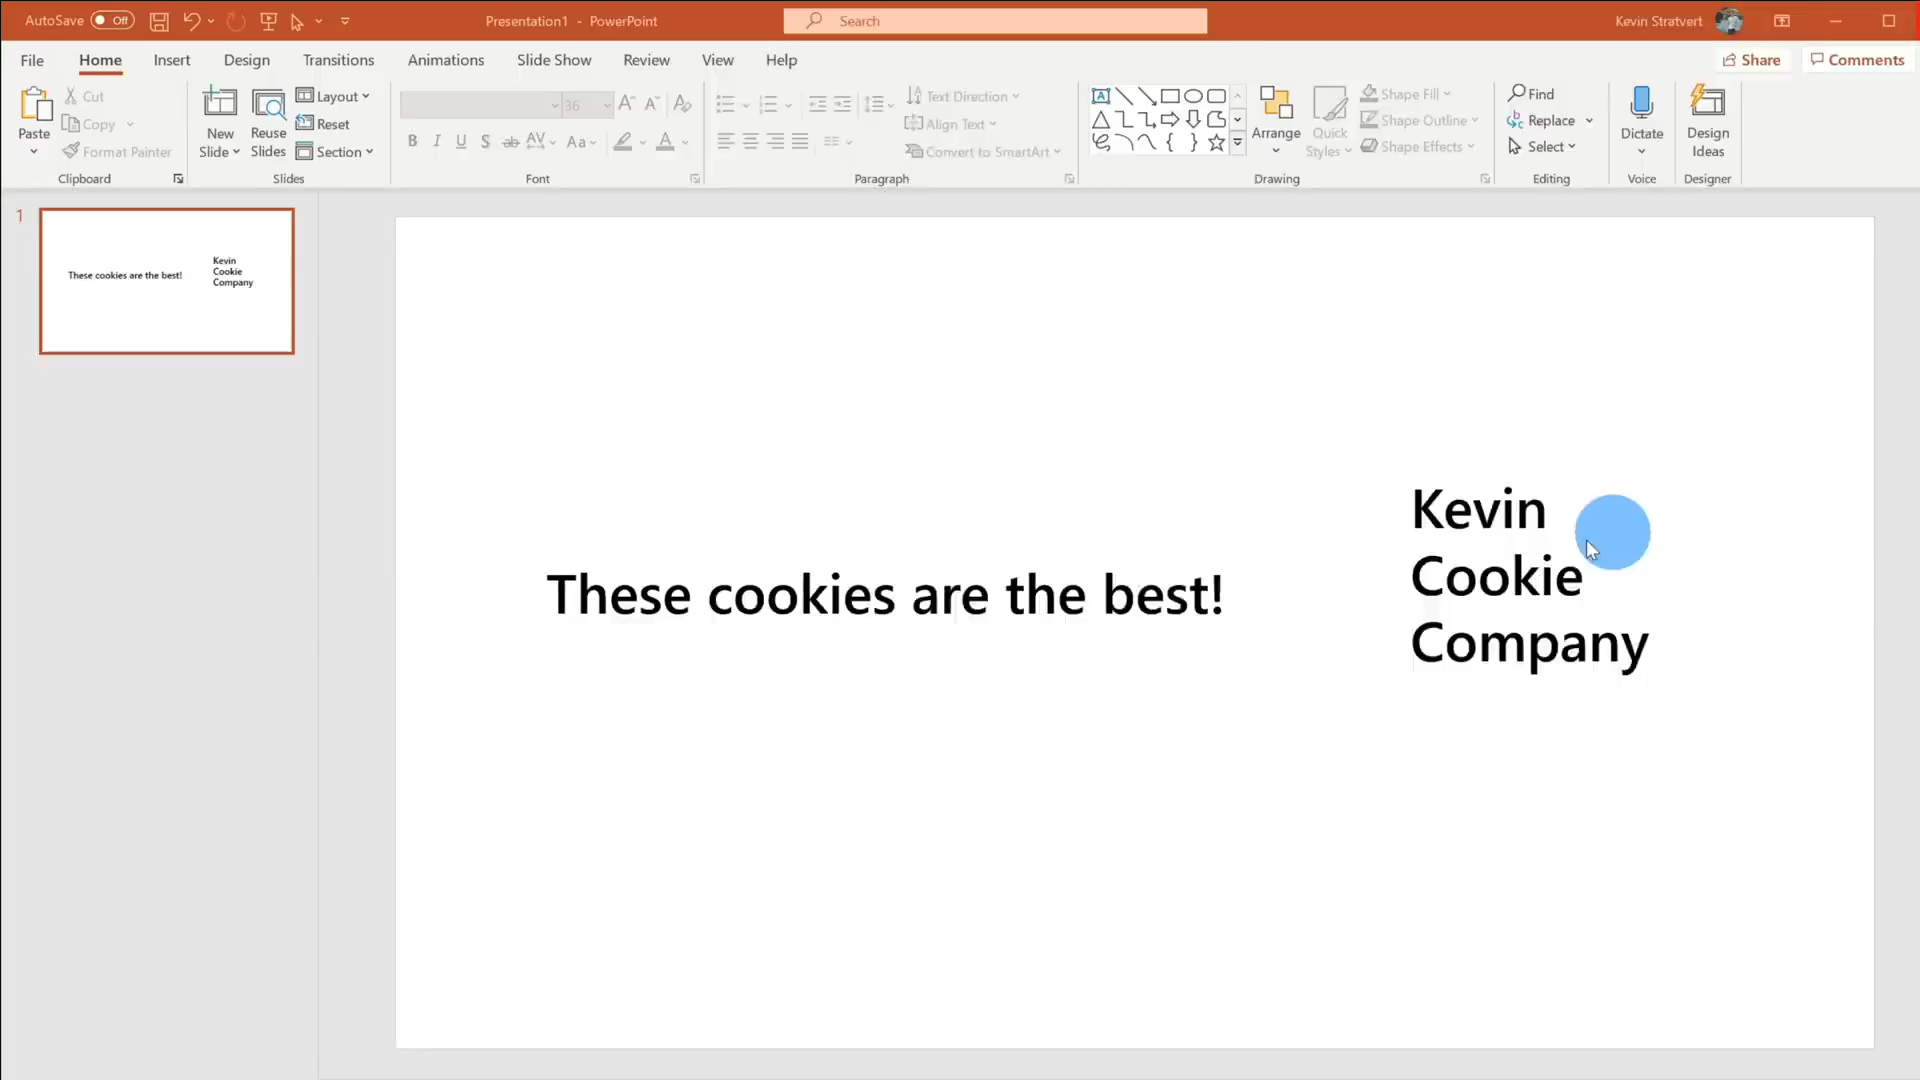 AutoSave Off
Presentation1 - PowerPoint
Search
Kevin Stratvert
File Home Insert Design Transitions Animations Slide Show Review View Help
Share Comments
Paste
Cut
Copy
Format Painter
Clipboard
New
Slide
Reuse
Slides
Layout
Reset
Section
Slides
36
Font
Text Direction
Align Text
Convert to SmartArt
Paragraph
Arrange
Quick
Styles
Shape Fill
Shape Outline
Shape Effects
Drawing
Find
Replace
Select
Editing
Dictate
Voice
Design
Ideas
Designer
1
These cookies are the best!
Kevin
Cookie
Company
These cookies are the best!
Kevin
Cookie
Company